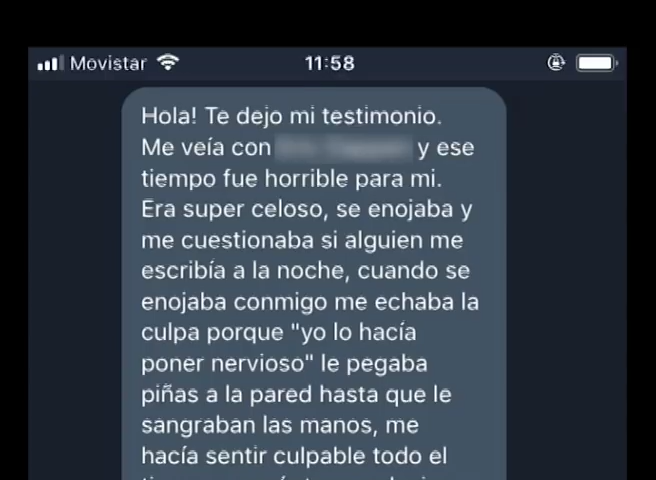 Movistar 11:58
Hola! Te dejo mi testimonio.
Me veía con y ese
tiempo fue horrible para mi.
Era super celoso, se enojaba y
me cuestionaba si alguien me
escribía a la noche, cuando se
enojaba conmigo me echaba la
culpa porque "yo lo hacía
poner nervioso" le pegaba
piñas a la pared hasta que le
sangraban las manos, me
hacía sentir culpable todo el